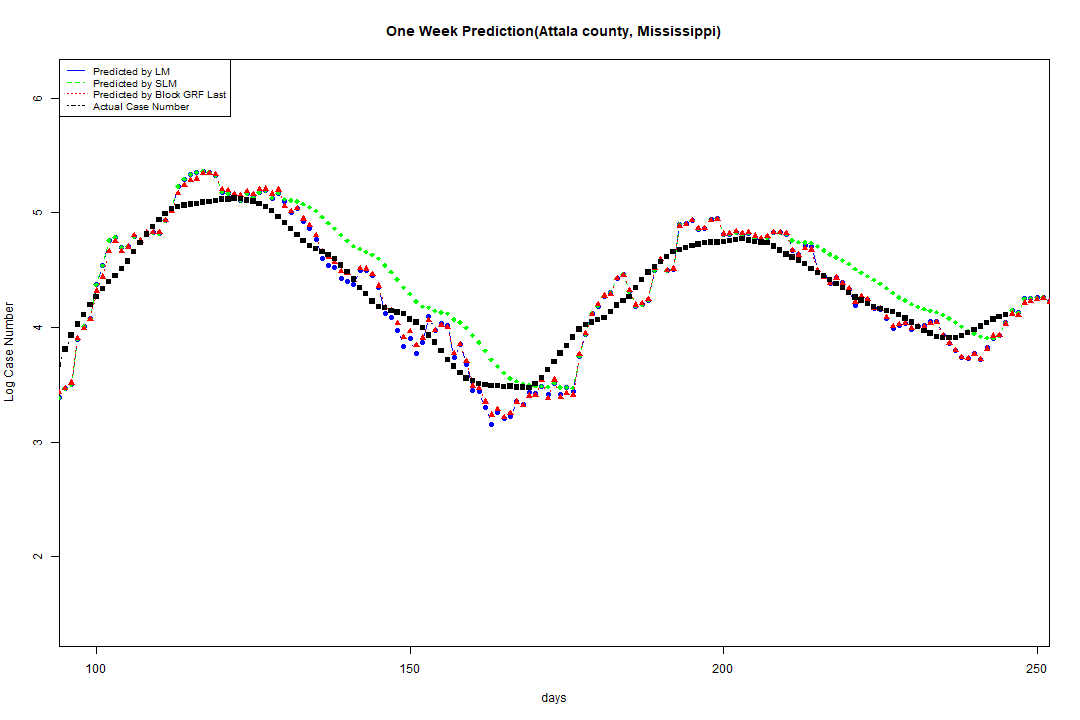 One Week Prediction(Attala county, Mississippi)
Predicted by LM
Predicted by SLM
Predicted by Block GRF Last
Actual Case Number
6
5
4
3
2
Log Case Number
100 150 200 250
days